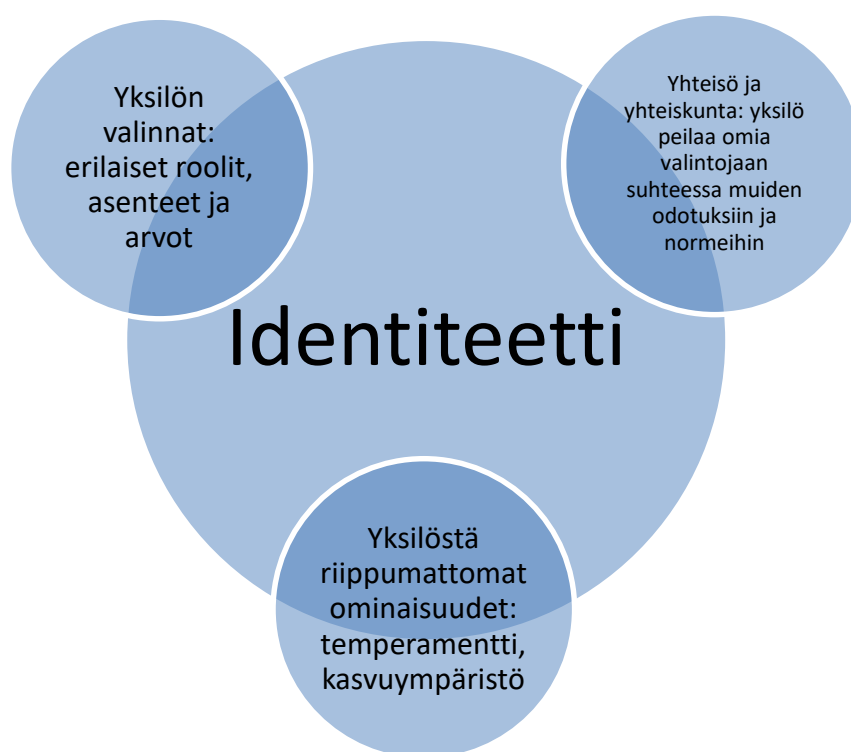 Yksilön
valinnat:
erilaiset roolit,
asenteet ja
arvot
Yhteisö ja
yhteiskunta: yksilö
peilaa omia
valintojaan
suhteessa muiden
odotuksiin ja
normeihin
Identiteetti
Yksilöstä
riippumattomat
ominaisuudet:
temperamentti,
kasvuympäristö